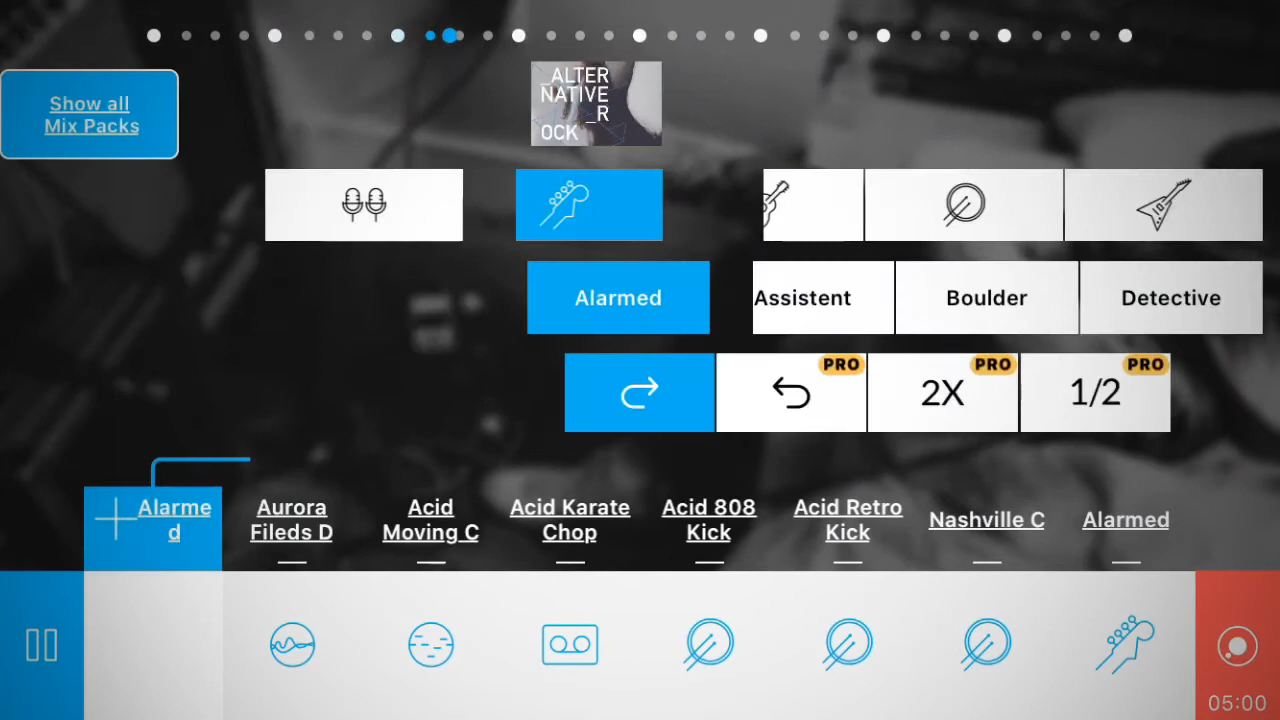 Show all
Mix Packs
_ALTER
NATIVE
_R
OCK
Alarmed
Assistent
Boulder
Detective
PRO
PRO
2X
PRO
1/2
Alarme
d
Aurora
Fileds D
Acid
Moving C
Acid Karate
Chop
Acid 808
Kick
Acid Retro
Kick
Nashville C
Alarmed
05:00